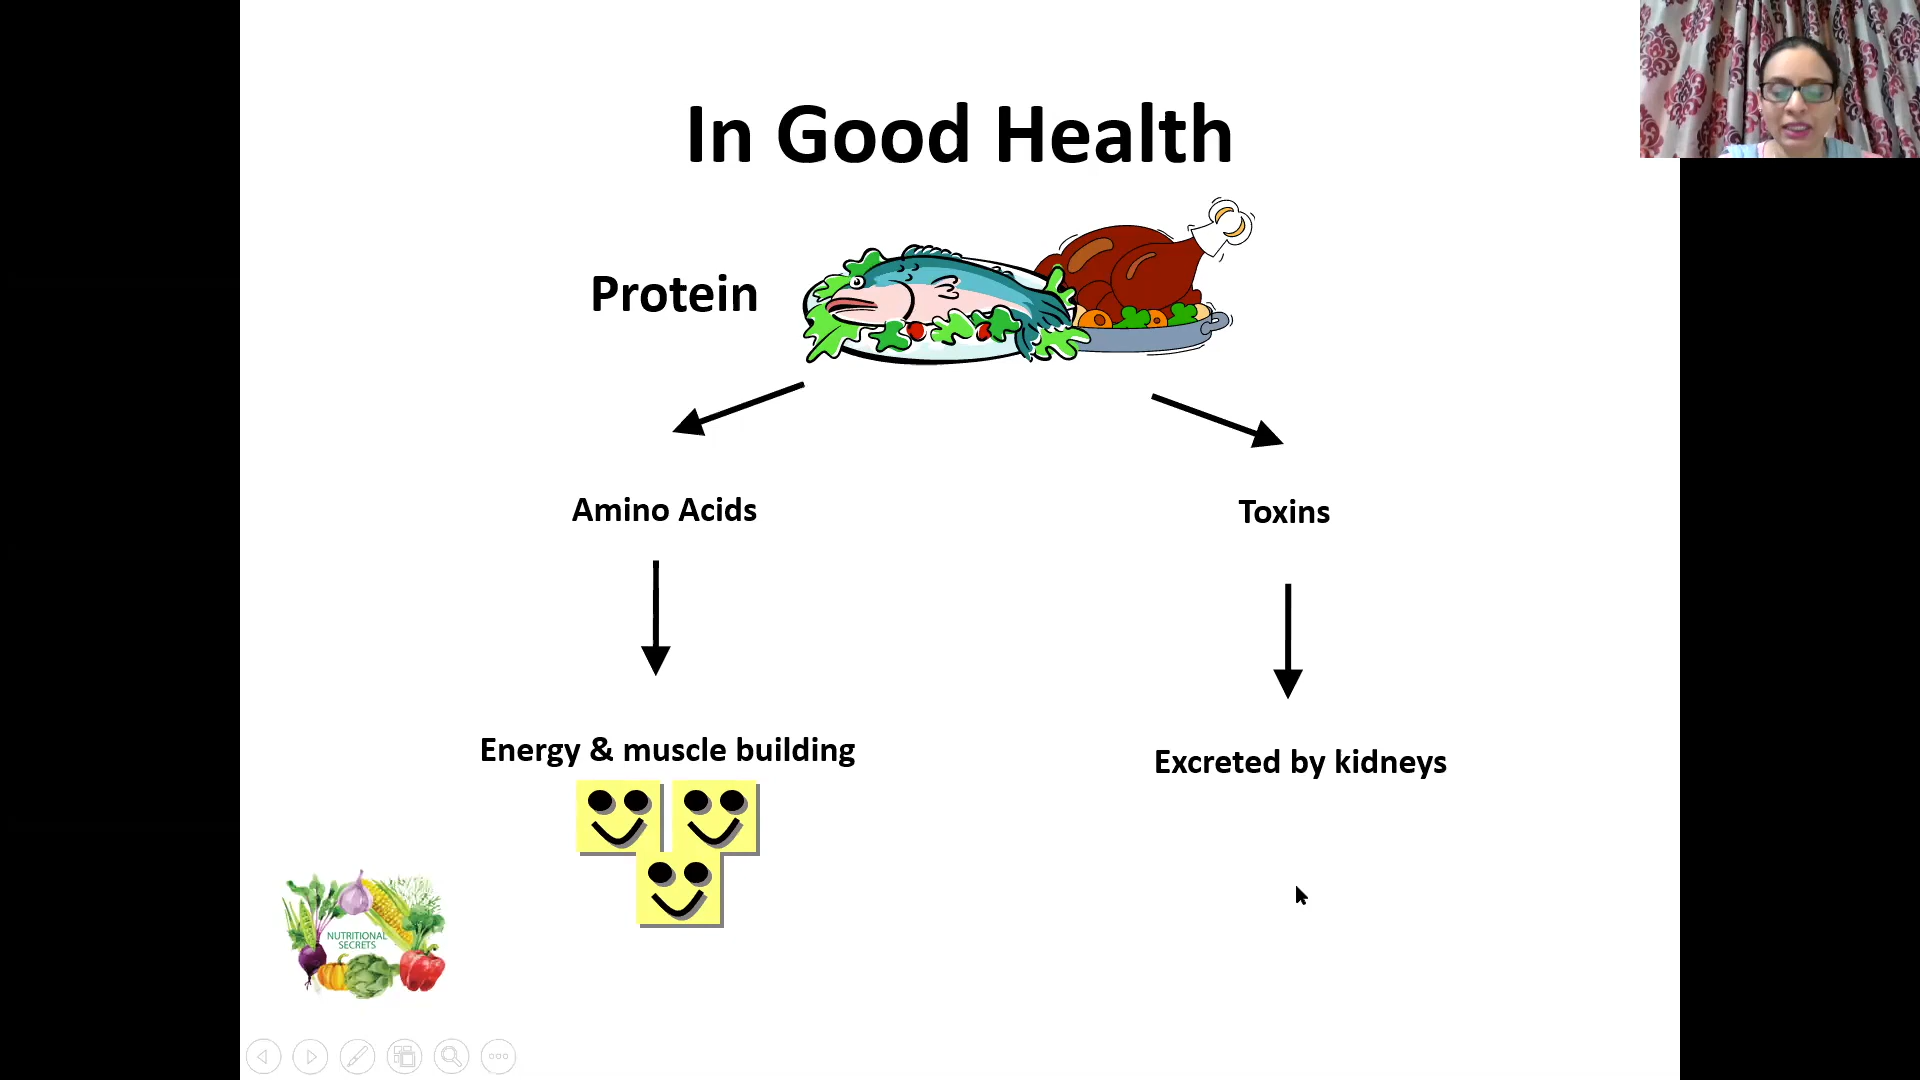 In Good Health
Protein
Amino Acids
Toxins
Energy & muscle building
Excreted by kidneys
NUTRITIONAL
SECRETS